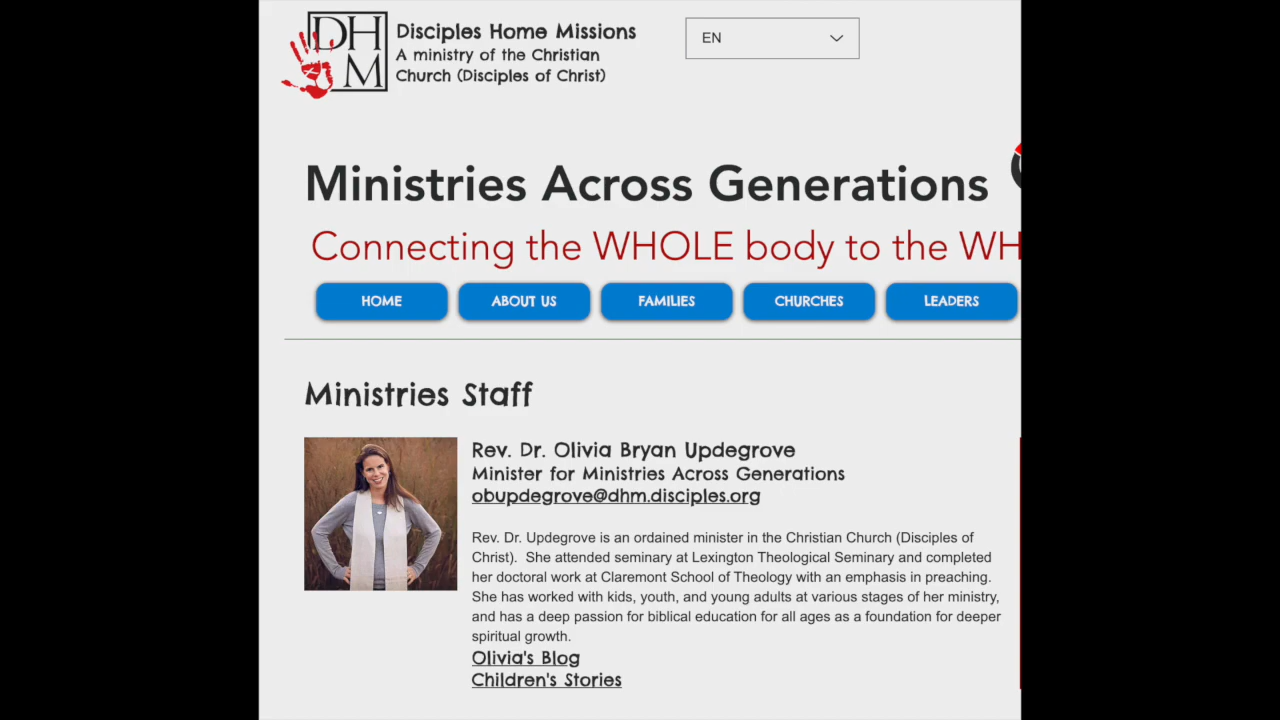 DH
M
Disciples Home Missions
A ministry of the Christian
Church (Disciples of Christ)
EN
Ministries Across Generations
Connecting the WHOLE body to the WH
HOME
ABOUT US
FAMILIES
CHURCHES
LEADERS
Ministries Staff
Rev. Dr. Olivia Bryan Updegrove
Minister for Ministries Across Generations
obupdegrove@dhm.disciples.org
Rev. Dr. Updegrove is an ordained minister in the Christian Church (Disciples of
Christ).  She attended seminary at Lexington Theological Seminary and completed
her doctoral work at Claremont School of Theology with an emphasis in preaching.
She has worked with kids, youth, and young adults at various stages of her ministry,
and has a deep passion for biblical education for all ages as a foundation for deeper
spiritual growth.
Olivia's Blog
Children's Stories